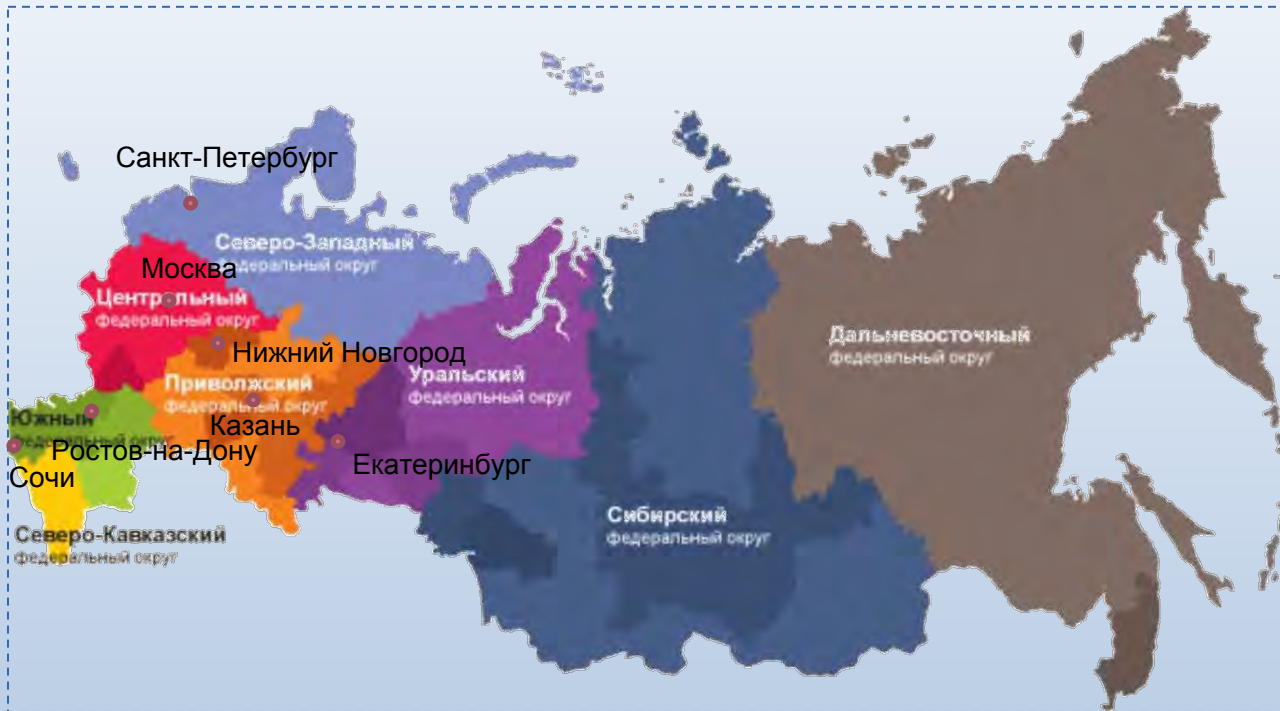 Санкт-Петербург
Северо-Западный
федеральный округ
Москва
Центральный
федеральный округ
Дальневосточный
федеральный округ
Нижний Новгород
Уральский
федеральный округ
Приволжский
федеральный округ
Южный
федеральный округ
Казань
Ростов-на-Дону
Екатеринбург
Сочи
Сибирский
федеральный округ
Северо-Кавказский
федеральный округ